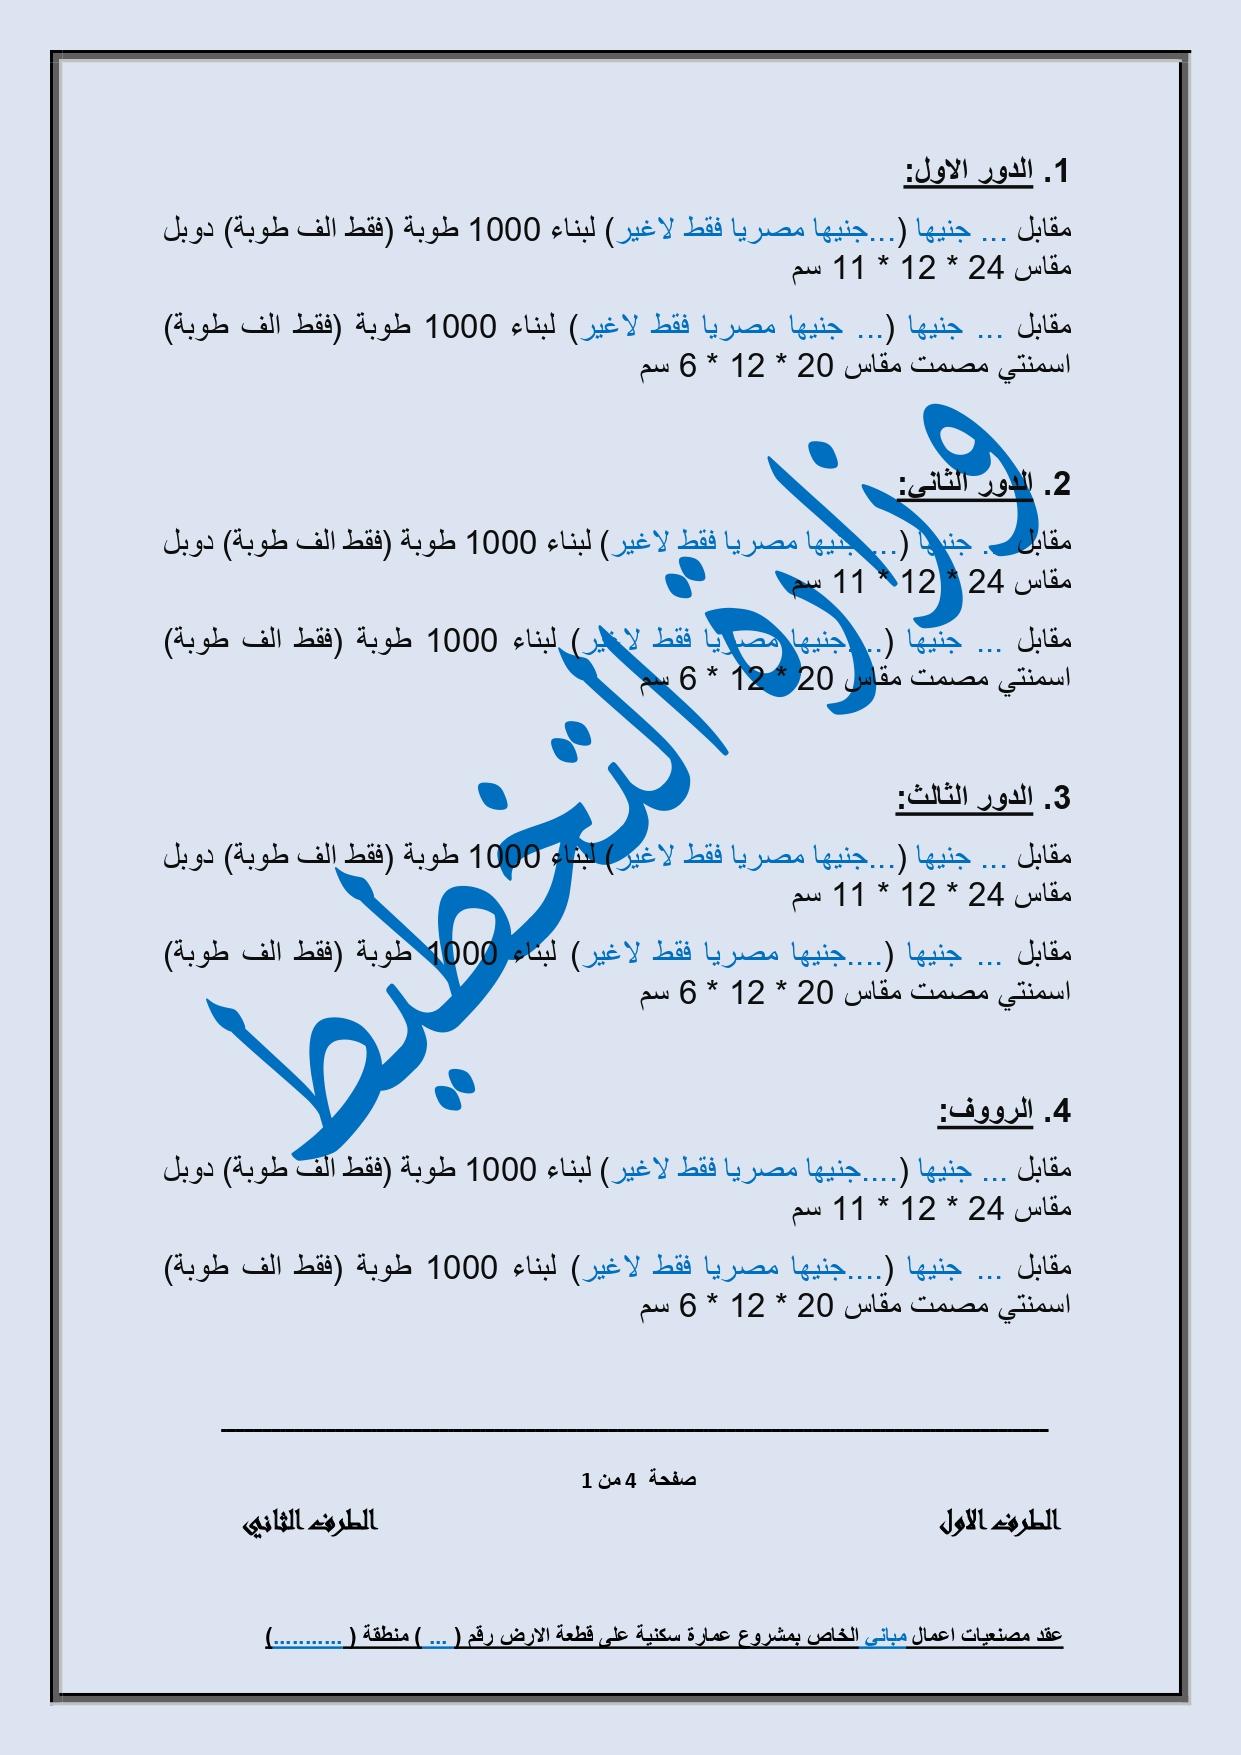 1. الدور الاول:
مقابل ... جنيها (...جنيها مصريا فقط لاغير) لبناء 1000 طوبة (فقط الف طوبة) دوبل
مقاس 24 * 12 * 11 سم
مقابل ... جنيها (... جنيها مصريا فقط لاغير) لبناء 1000 طوبة (فقط الف طوبة)
اسمنتي مصمت مقاس 20 * 12 * 6 سم
2. الدور الثاني:
مقابل ... جنيها (....جنيها مصريا فقط لاغير) لبناء 1000 طوبة (فقط الف طوبة) دوبل
مقاس 24 * 12 * 11 سم
مقابل ... جنيها (....جنيها مصريا فقط لاغير) لبناء 1000 طوبة (فقط الف طوبة)
اسمنتي مصمت مقاس 20 * 12 * 6 سم
3. الدور الثالث:
مقابل ... جنيها (...جنيها مصريا فقط لاغير) لبناء 1000 طوبة (فقط الف طوبة) دوبل
مقاس 24 * 12 * 11 سم
مقابل ... جنيها (....جنيها مصريا فقط لاغير) لبناء 1000 طوبة (فقط الف طوبة)
اسمنتي مصمت مقاس 20 * 12 * 6 سم
4. الرووف:
مقابل ... جنيها (....جنيها مصريا فقط لاغير) لبناء 1000 طوبة (فقط الف طوبة) دوبل
مقاس 24 * 12 * 11 سم
مقابل ... جنيها (....جنيها مصريا فقط لاغير) لبناء 1000 طوبة (فقط الف طوبة)
اسمنتي مصمت مقاس 20 * 12 * 6 سم
وزارة التخطيط
صفحة 4 من 1
الطرف الاول الطرف الثاني
عقد مصنعيات اعمال مباني الخاص بمشروع عمارة سكنية على قطعة الارض رقم ( ... ) منطقة ( ...........)